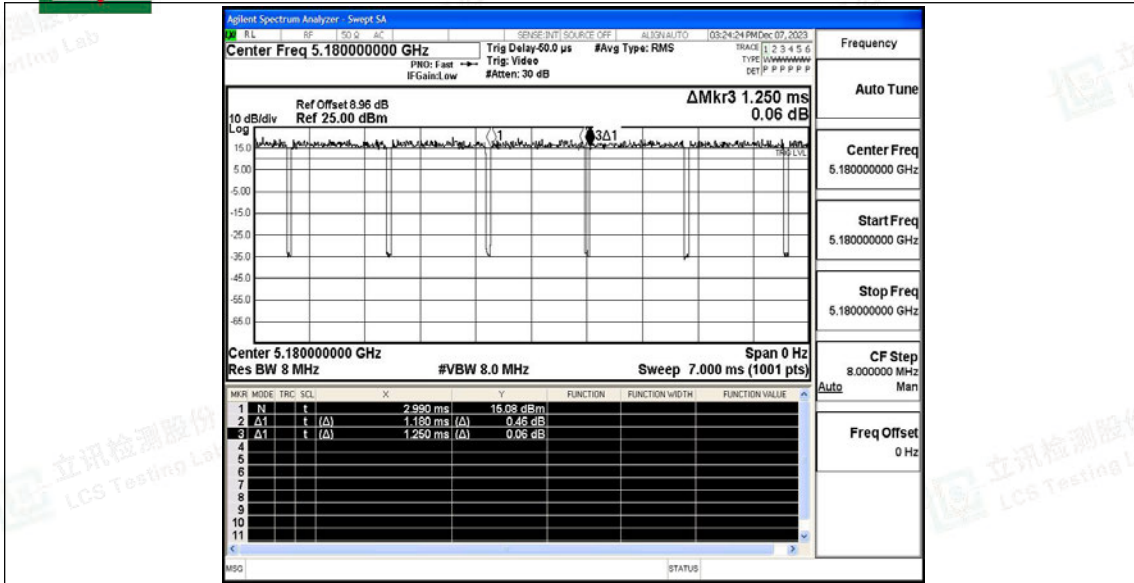 Agilent Spectrum Analyzer - Swept SA
RL RF 50 Ω AC SENSE:INT SOURCE OFF ALIGN AUTO 03:24:24 PM Dec 07, 2023
Center Freq 5.180000000 GHz
PNO: Fast
IFGain:Low
Trig Delay-50.0 µs
Trig: Video
#Atten: 30 dB
#Avg Type: RMS
TRACE 1 2 3 4 5 6
TYPE WWWWWW
DET P P P P P P
ΔMkr3 1.250 ms
0.06 dB
Ref Offset 8.96 dB
10 dB/div Ref 25.00 dBm
Log
1
3Δ1
TRIG LVL
15.0
5.00
-5.00
-15.0
-25.0
-35.0
-45.0
-55.0
-65.0
Center 5.180000000 GHz Span 0 Hz
Res BW 8 MHz #VBW 8.0 MHz Sweep 7.000 ms (1001 pts)
MKR MODE TRC SCL X Y FUNCTION FUNCTION WIDTH FUNCTION VALUE
1 N t 2.990 ms 15.08 dBm
2 Δ1 t (Δ) 1.180 ms (Δ) 0.46 dB
3 Δ1 t (Δ) 1.250 ms (Δ) 0.06 dB
4
5
6
7
8
9
10
11
MSG STATUS
Frequency
Auto Tune
Center Freq
5.180000000 GHz
Start Freq
5.180000000 GHz
Stop Freq
5.180000000 GHz
CF Step
8.000000 MHz
Auto Man
Freq Offset
0 Hz
立讯检测股份
LCS Testing Lab
立讯检测股份
LCS Testing L